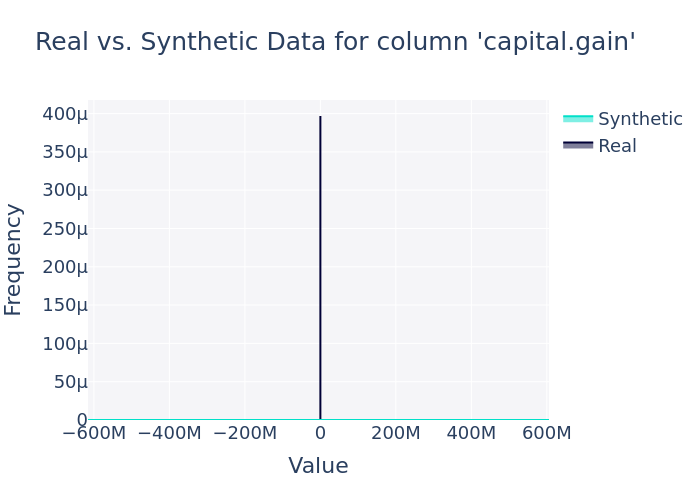 Real vs. Synthetic Data for column 'capital.gain'
Synthetic
Real
Frequency
400μ
350μ
300μ
250μ
200μ
150μ
100μ
50μ
0
−600M −400M −200M 0 200M 400M 600M
Value